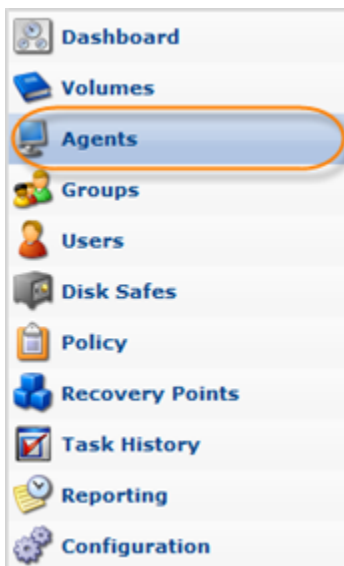 Dashboard
Volumes
Agents
Groups
Users
Disk Safes
Policy
Recovery Points
Task History
Reporting
Configuration